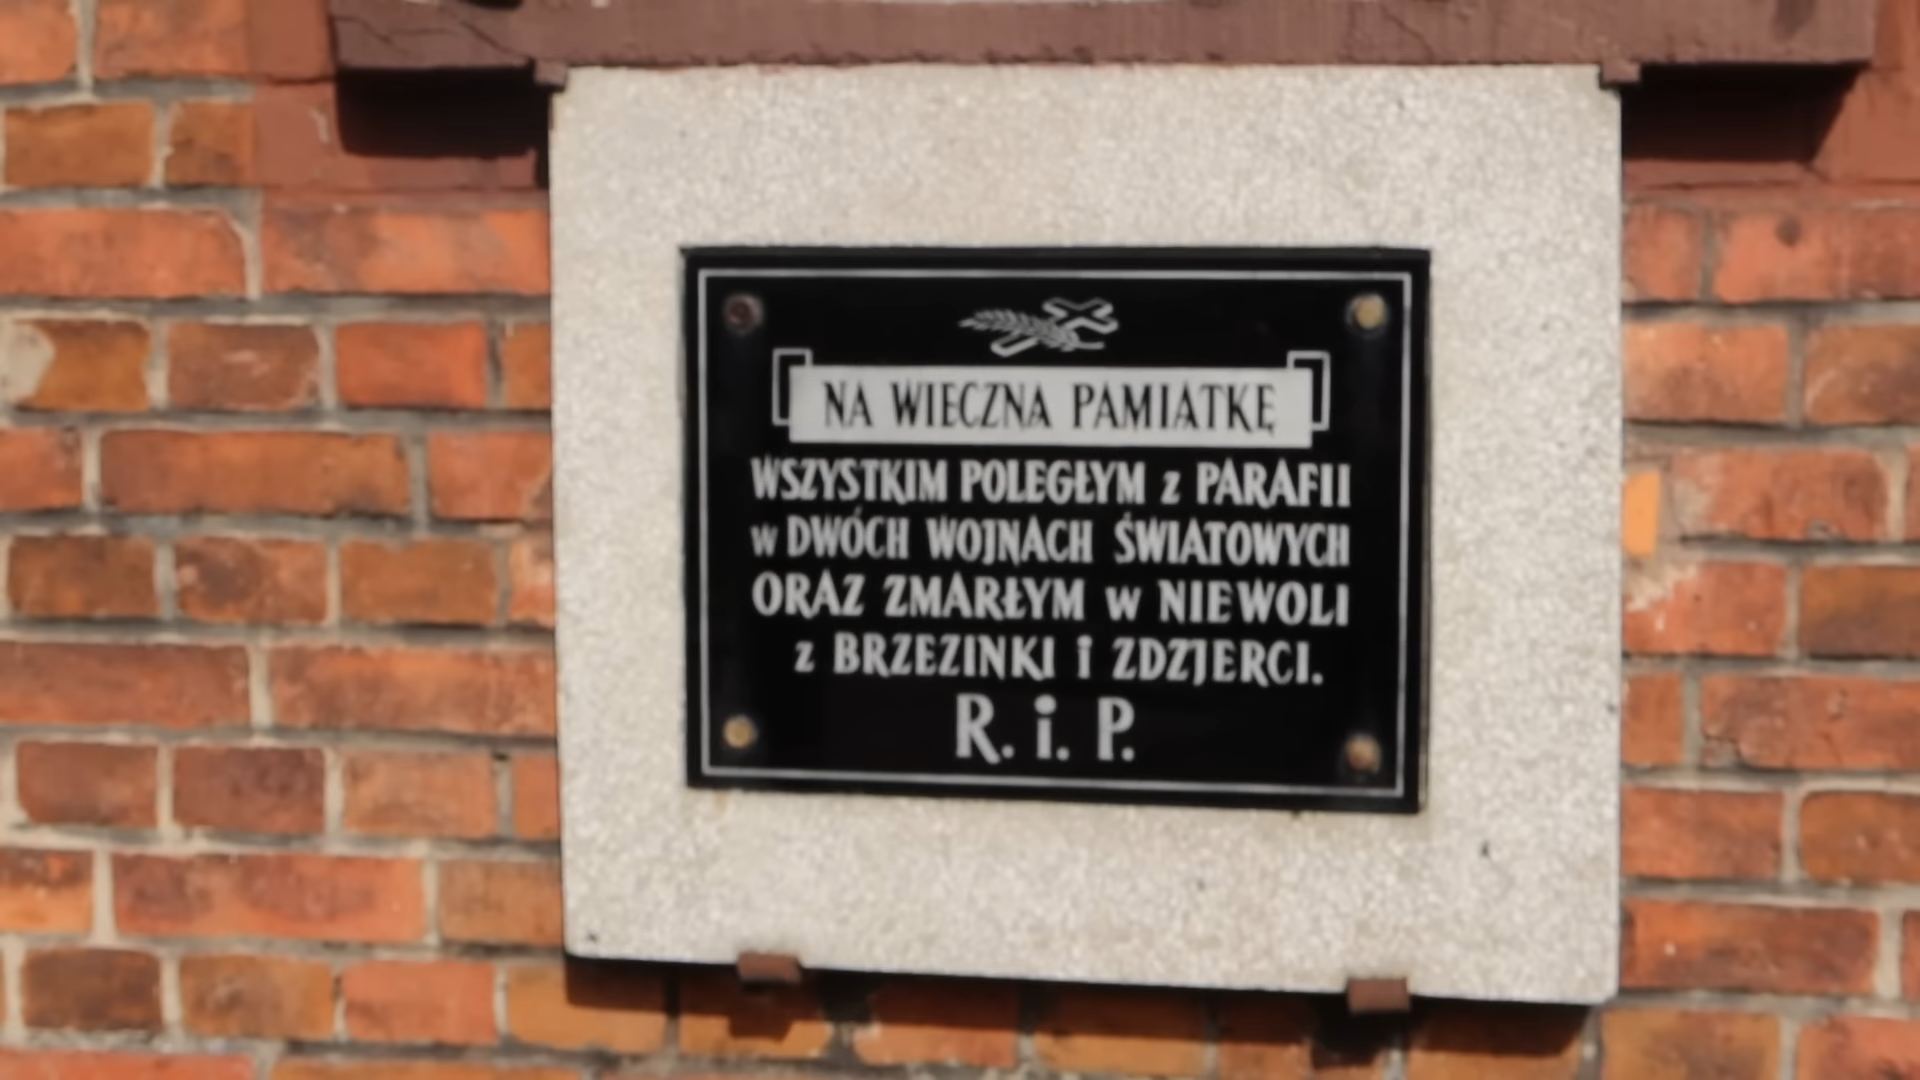 NA WIECZNA PAMIATKĘ
WSZYSTKIM POLEGŁYM z PARAFII
w DWÓCH WOJNACH ŚWIATOWYCH
ORAZ ZMARŁYM w NIEWOLI
z BRZEZINKI i ZDZJERCI.
R. i. P.